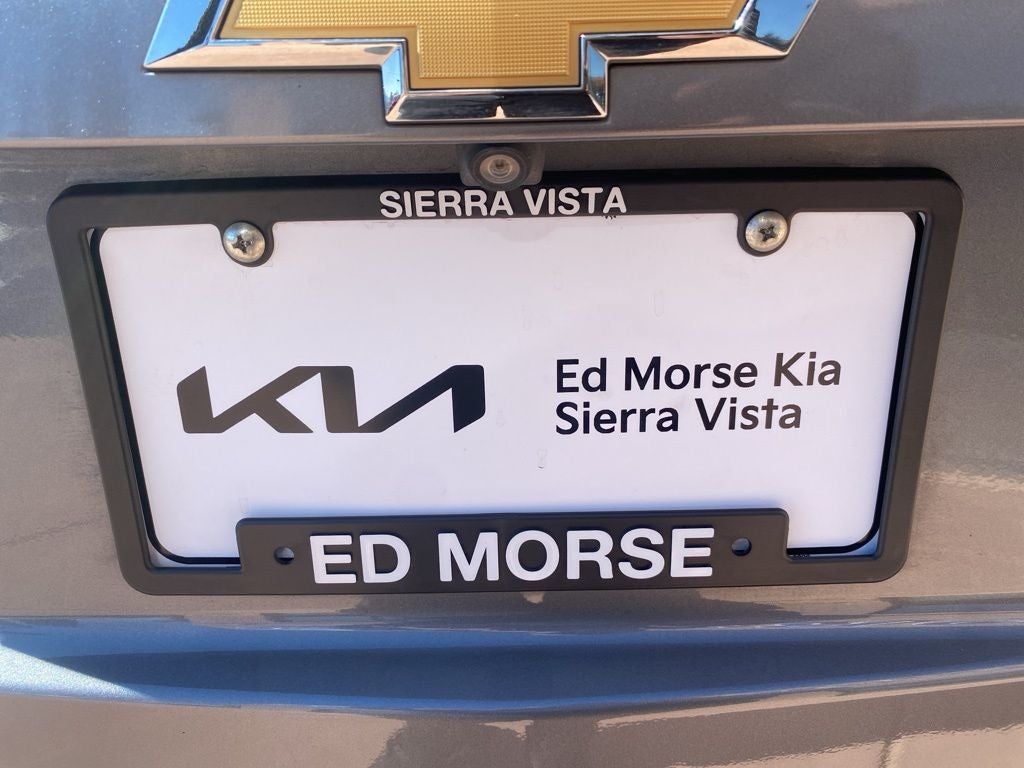 SIERRA VISTA
KIA
Ed Morse Kia
Sierra Vista
ED MORSE